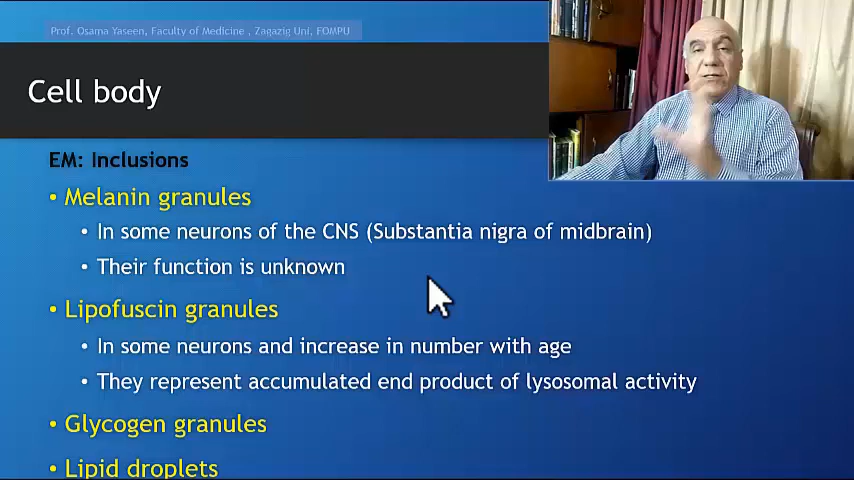 Prof. Osama Yaseen, Faculty of Medicine , Zagazig Uni, FOMPU
Cell body
EM: Inclusions
• Melanin granules
• In some neurons of the CNS (Substantia nigra of midbrain)
• Their function is unknown
• Lipofuscin granules
• In some neurons and increase in number with age
• They represent accumulated end product of lysosomal activity
• Glycogen granules
• Lipid droplets